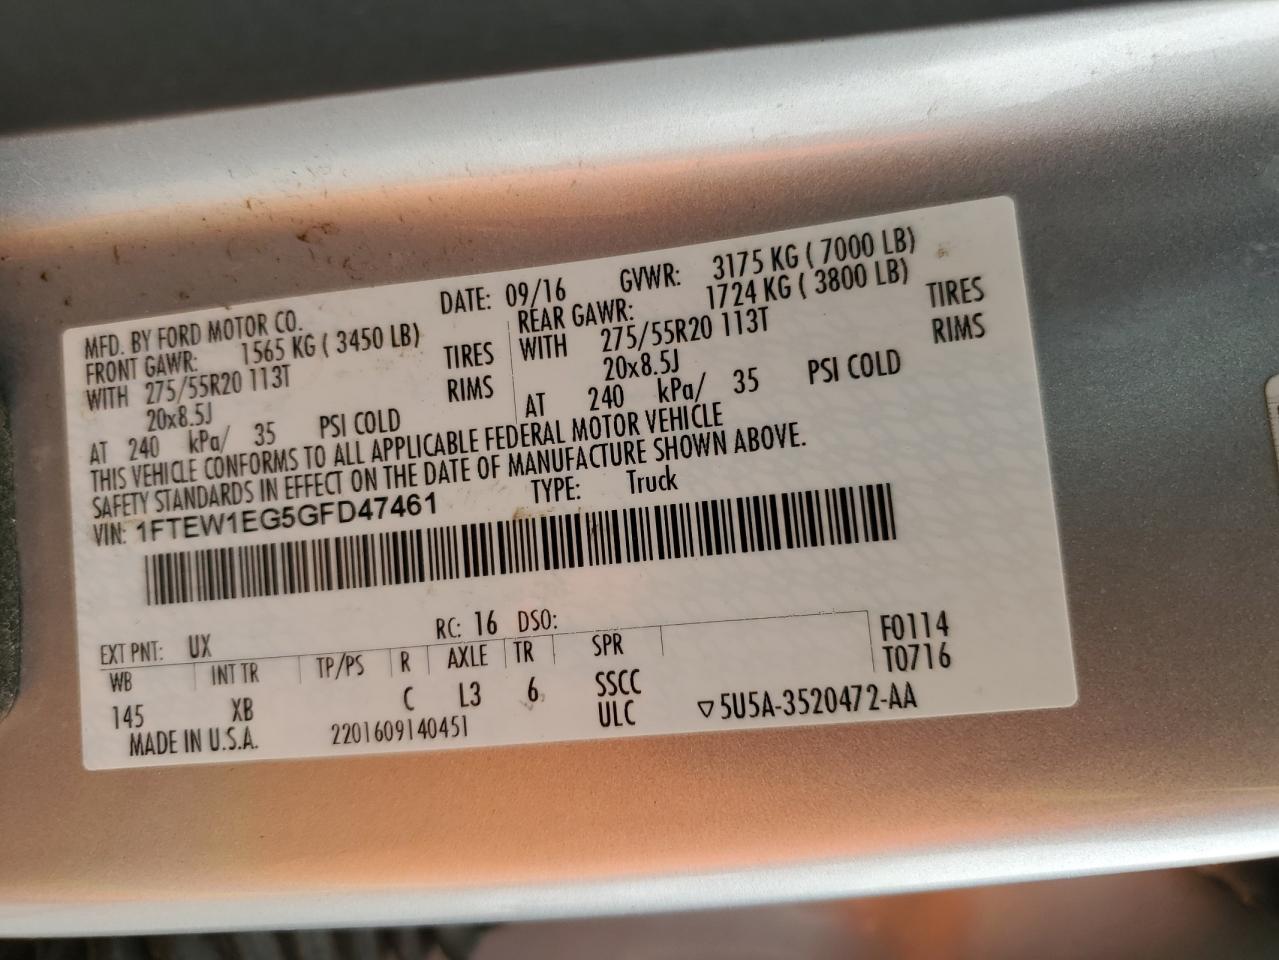 MFD. BY FORD MOTOR CO.
DATE: 09/16 GVWR: 3175 KG ( 7000 LB)
FRONT GAWR: 1565 KG ( 3450 LB) REAR GAWR: 1724 KG ( 3800 LB)
WITH 275/55R20 113T TIRES WITH 275/55R20 113T TIRES
20x8.5J RIMS 20x8.5J RIMS
AT 240 kPa/ 35 PSI COLD AT 240 kPa/ 35 PSI COLD
THIS VEHICLE CONFORMS TO ALL APPLICABLE FEDERAL MOTOR VEHICLE
SAFETY STANDARDS IN EFFECT ON THE DATE OF MANUFACTURE SHOWN ABOVE.
VIN: 1FTEW1EG5GFD47461 TYPE: Truck
EXT PNT: UX RC: 16 DSO:
WB INT TR TP/PS R AXLE TR SPR F0114
145 XB C L3 6 SSCC T0716
MADE IN U.S.A. 2201609140451 ULC ▽5U5A-3520472-AA